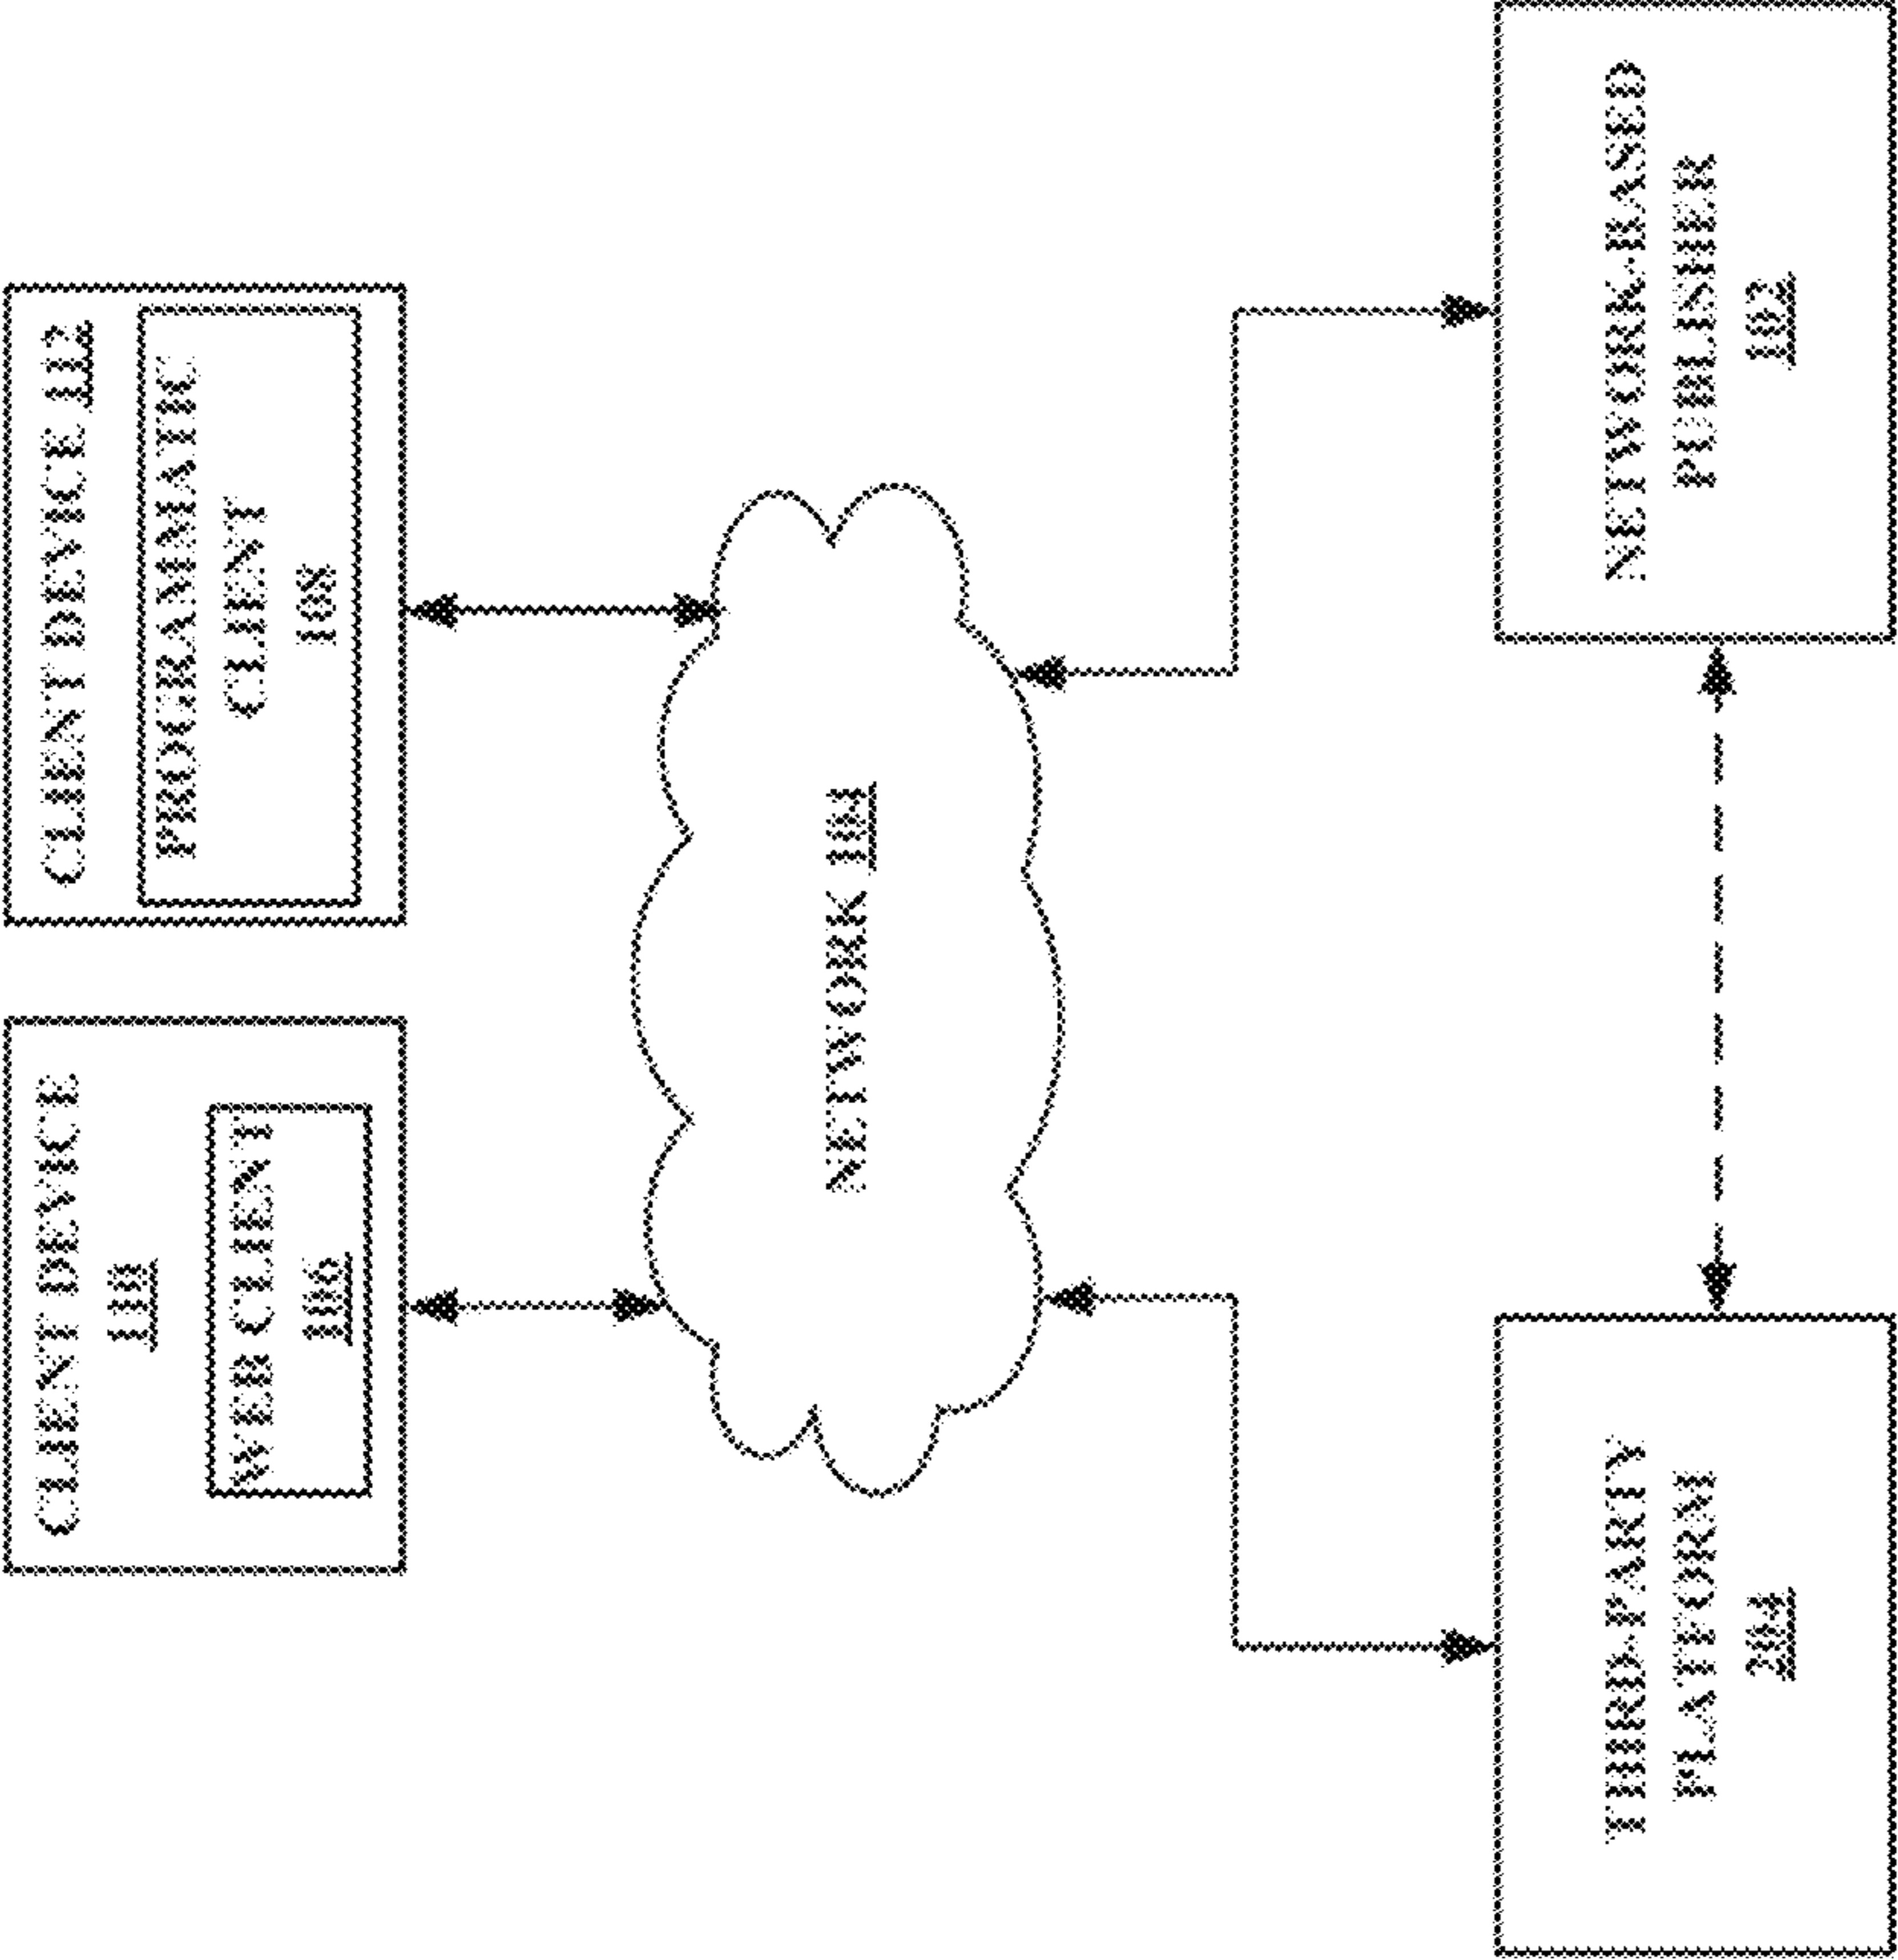 CLIENT DEVICE
110
WEB CLIENT
106
CLIENT DEVICE 112
PROGRAMMATIC
CLIENT
108
NETWORK 104
THIRD-PARTY
PLATFORM
204
NETWORK-BASED
PUBLISHER
102